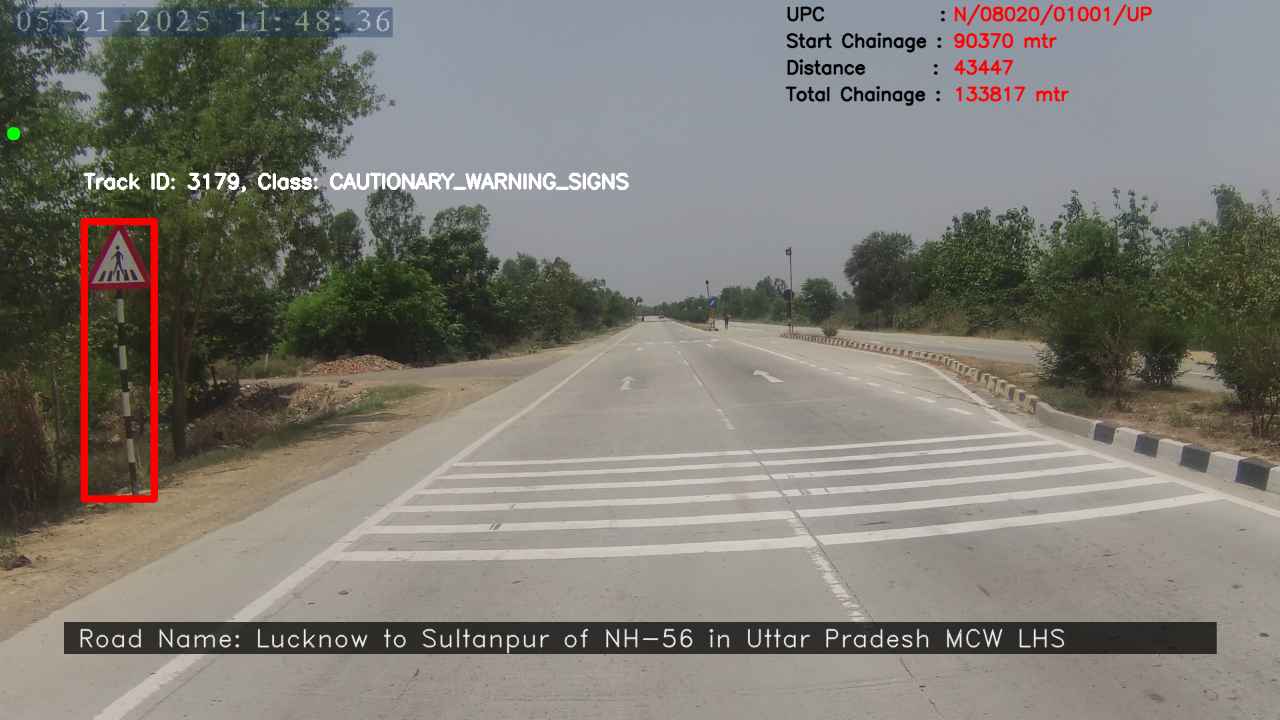 05-21-2025 11:48:36
UPC : N/08020/01001/UP
Start Chainage : 90370 mtr
Distance : 43447
Total Chainage : 133817 mtr
Track ID: 3179, Class: CAUTIONARY_WARNING_SIGNS
Road Name: Lucknow to Sultanpur of NH-56 in Uttar Pradesh MCW LHS